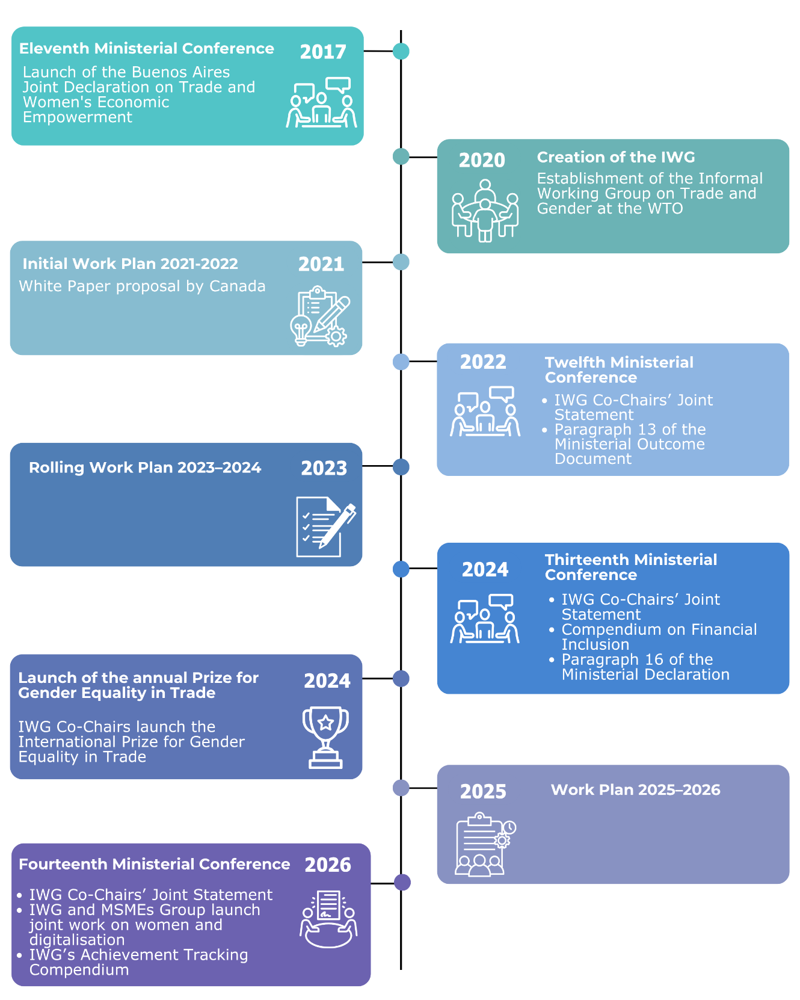 Eleventh Ministerial Conference
2017
Launch of the Buenos Aires
Joint Declaration on Trade and
Women's Economic
Empowerment
2020
Creation of the IWG
Establishment of the Informal
Working Group on Trade and
Gender at the WTO
Initial Work Plan 2021-2022
2021
White Paper proposal by Canada
2022
Twelfth Ministerial
Conference
• IWG Co-Chairs’ Joint
Statement
• Paragraph 13 of the
Ministerial Outcome
Document
Rolling Work Plan 2023–2024
2023
2024
Thirteenth Ministerial
Conference
• IWG Co-Chairs’ Joint
Statement
• Compendium on Financial
Inclusion
• Paragraph 16 of the
Ministerial Declaration
Launch of the annual Prize for
Gender Equality in Trade
2024
IWG Co-Chairs launch the
International Prize for Gender
Equality in Trade
2025
Work Plan 2025–2026
Fourteenth Ministerial Conference
2026
• IWG Co-Chairs’ Joint Statement
• IWG and MSMEs Group launch
joint work on women and
digitalisation
• IWG’s Achievement Tracking
Compendium